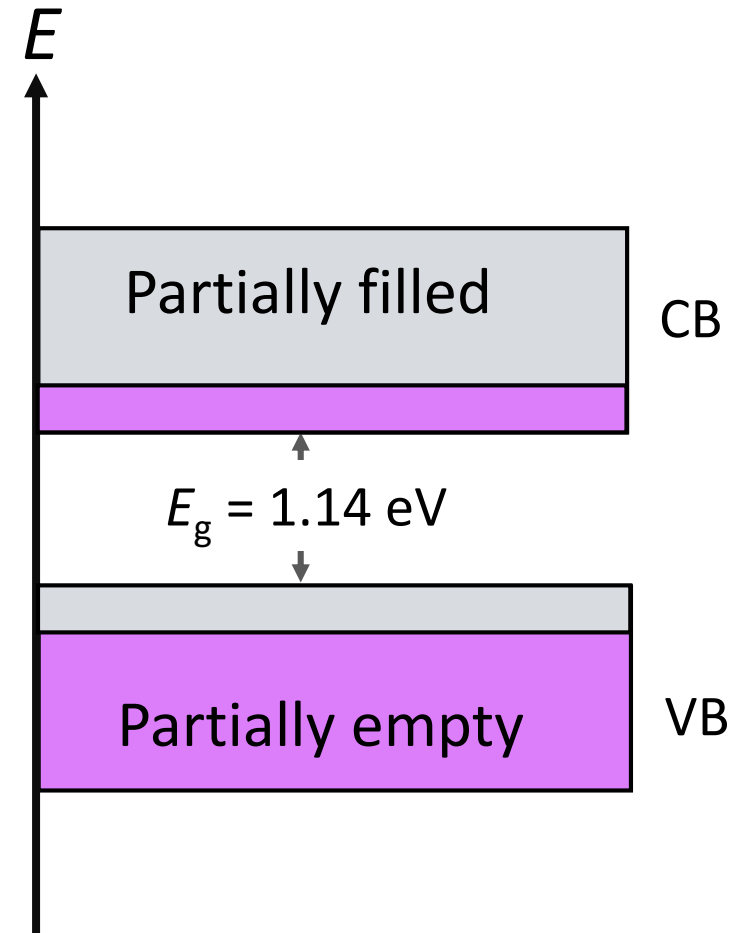 E
Partially filled
CB
Eg = 1.14 eV
Partially empty
VB